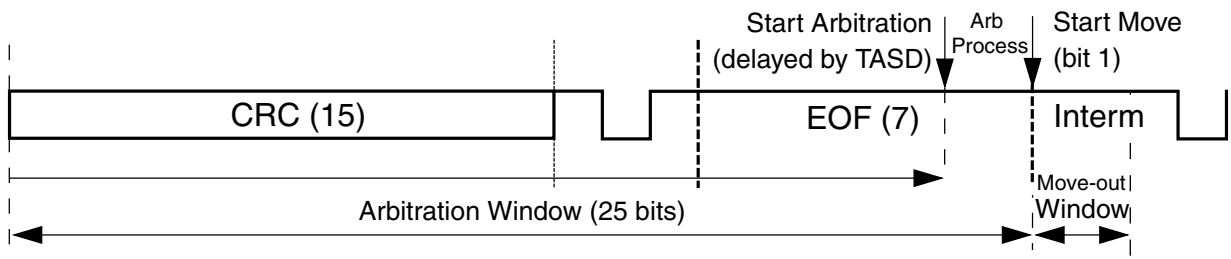 Start Arbitration
(delayed by TASD)
Arb
Process
Start Move
(bit 1)
CRC (15)
EOF (7)
Interm
Arbitration Window (25 bits)
Move-out
Window